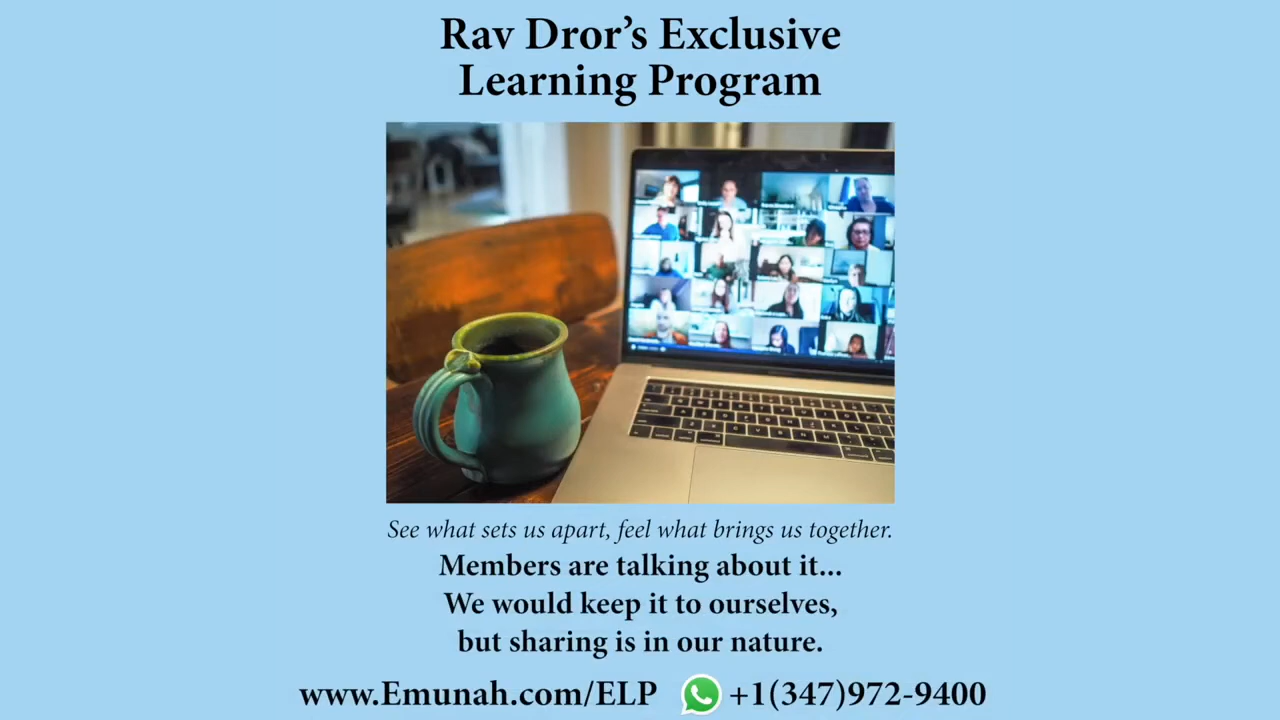 Rav Dror’s Exclusive
Learning Program
See what sets us apart, feel what brings us together.
Members are talking about it...
We would keep it to ourselves,
but sharing is in our nature.
www.Emunah.com/ELP +1(347)972-9400